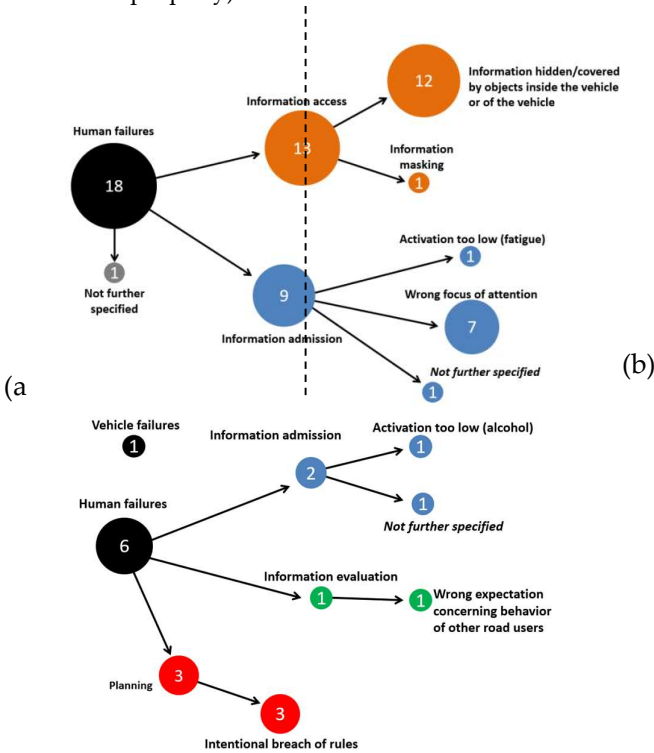 Information hidden/covered
by objects inside the vehicle
or of the vehicle
12
Information access
13
Human failures
18
Information
masking
1
1
Not further
specified
9
Information admission
Activation too low (fatigue)
1
Wrong focus of attention
7
Not further specified
1
(b)
(a
Vehicle failures
1
Information admission
2
Activation too low (alcohol)
1
1
Not further specified
Human failures
6
Information evaluation
1
1
Wrong expectation
concerning behavior
of other road users
Planning
3
3
Intentional breach of rules